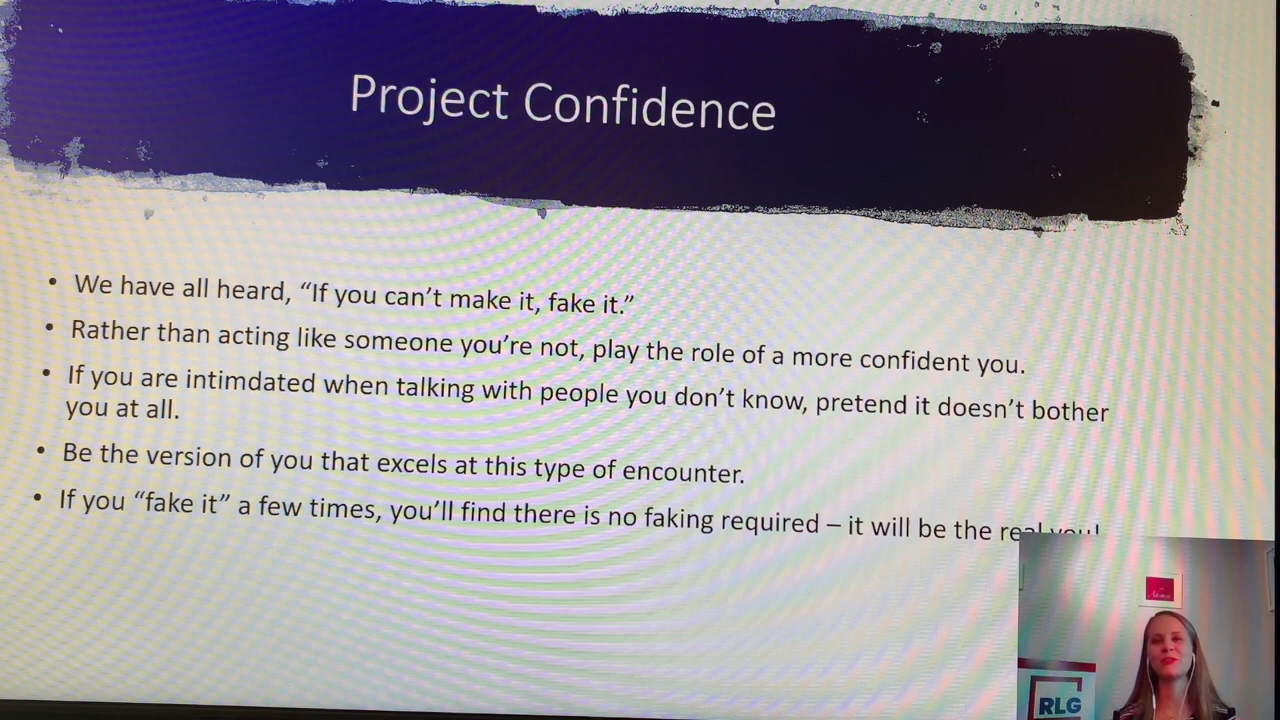 Project Confidence
• We have all heard, “If you can’t make it, fake it.”
• Rather than acting like someone you’re not, play the role of a more confident you.
• If you are intimdated when talking with people you don’t know, pretend it doesn’t bother
you at all.
• Be the version of you that excels at this type of encounter.
• If you “fake it” a few times, you’ll find there is no faking required – it will be the real you!
RLG